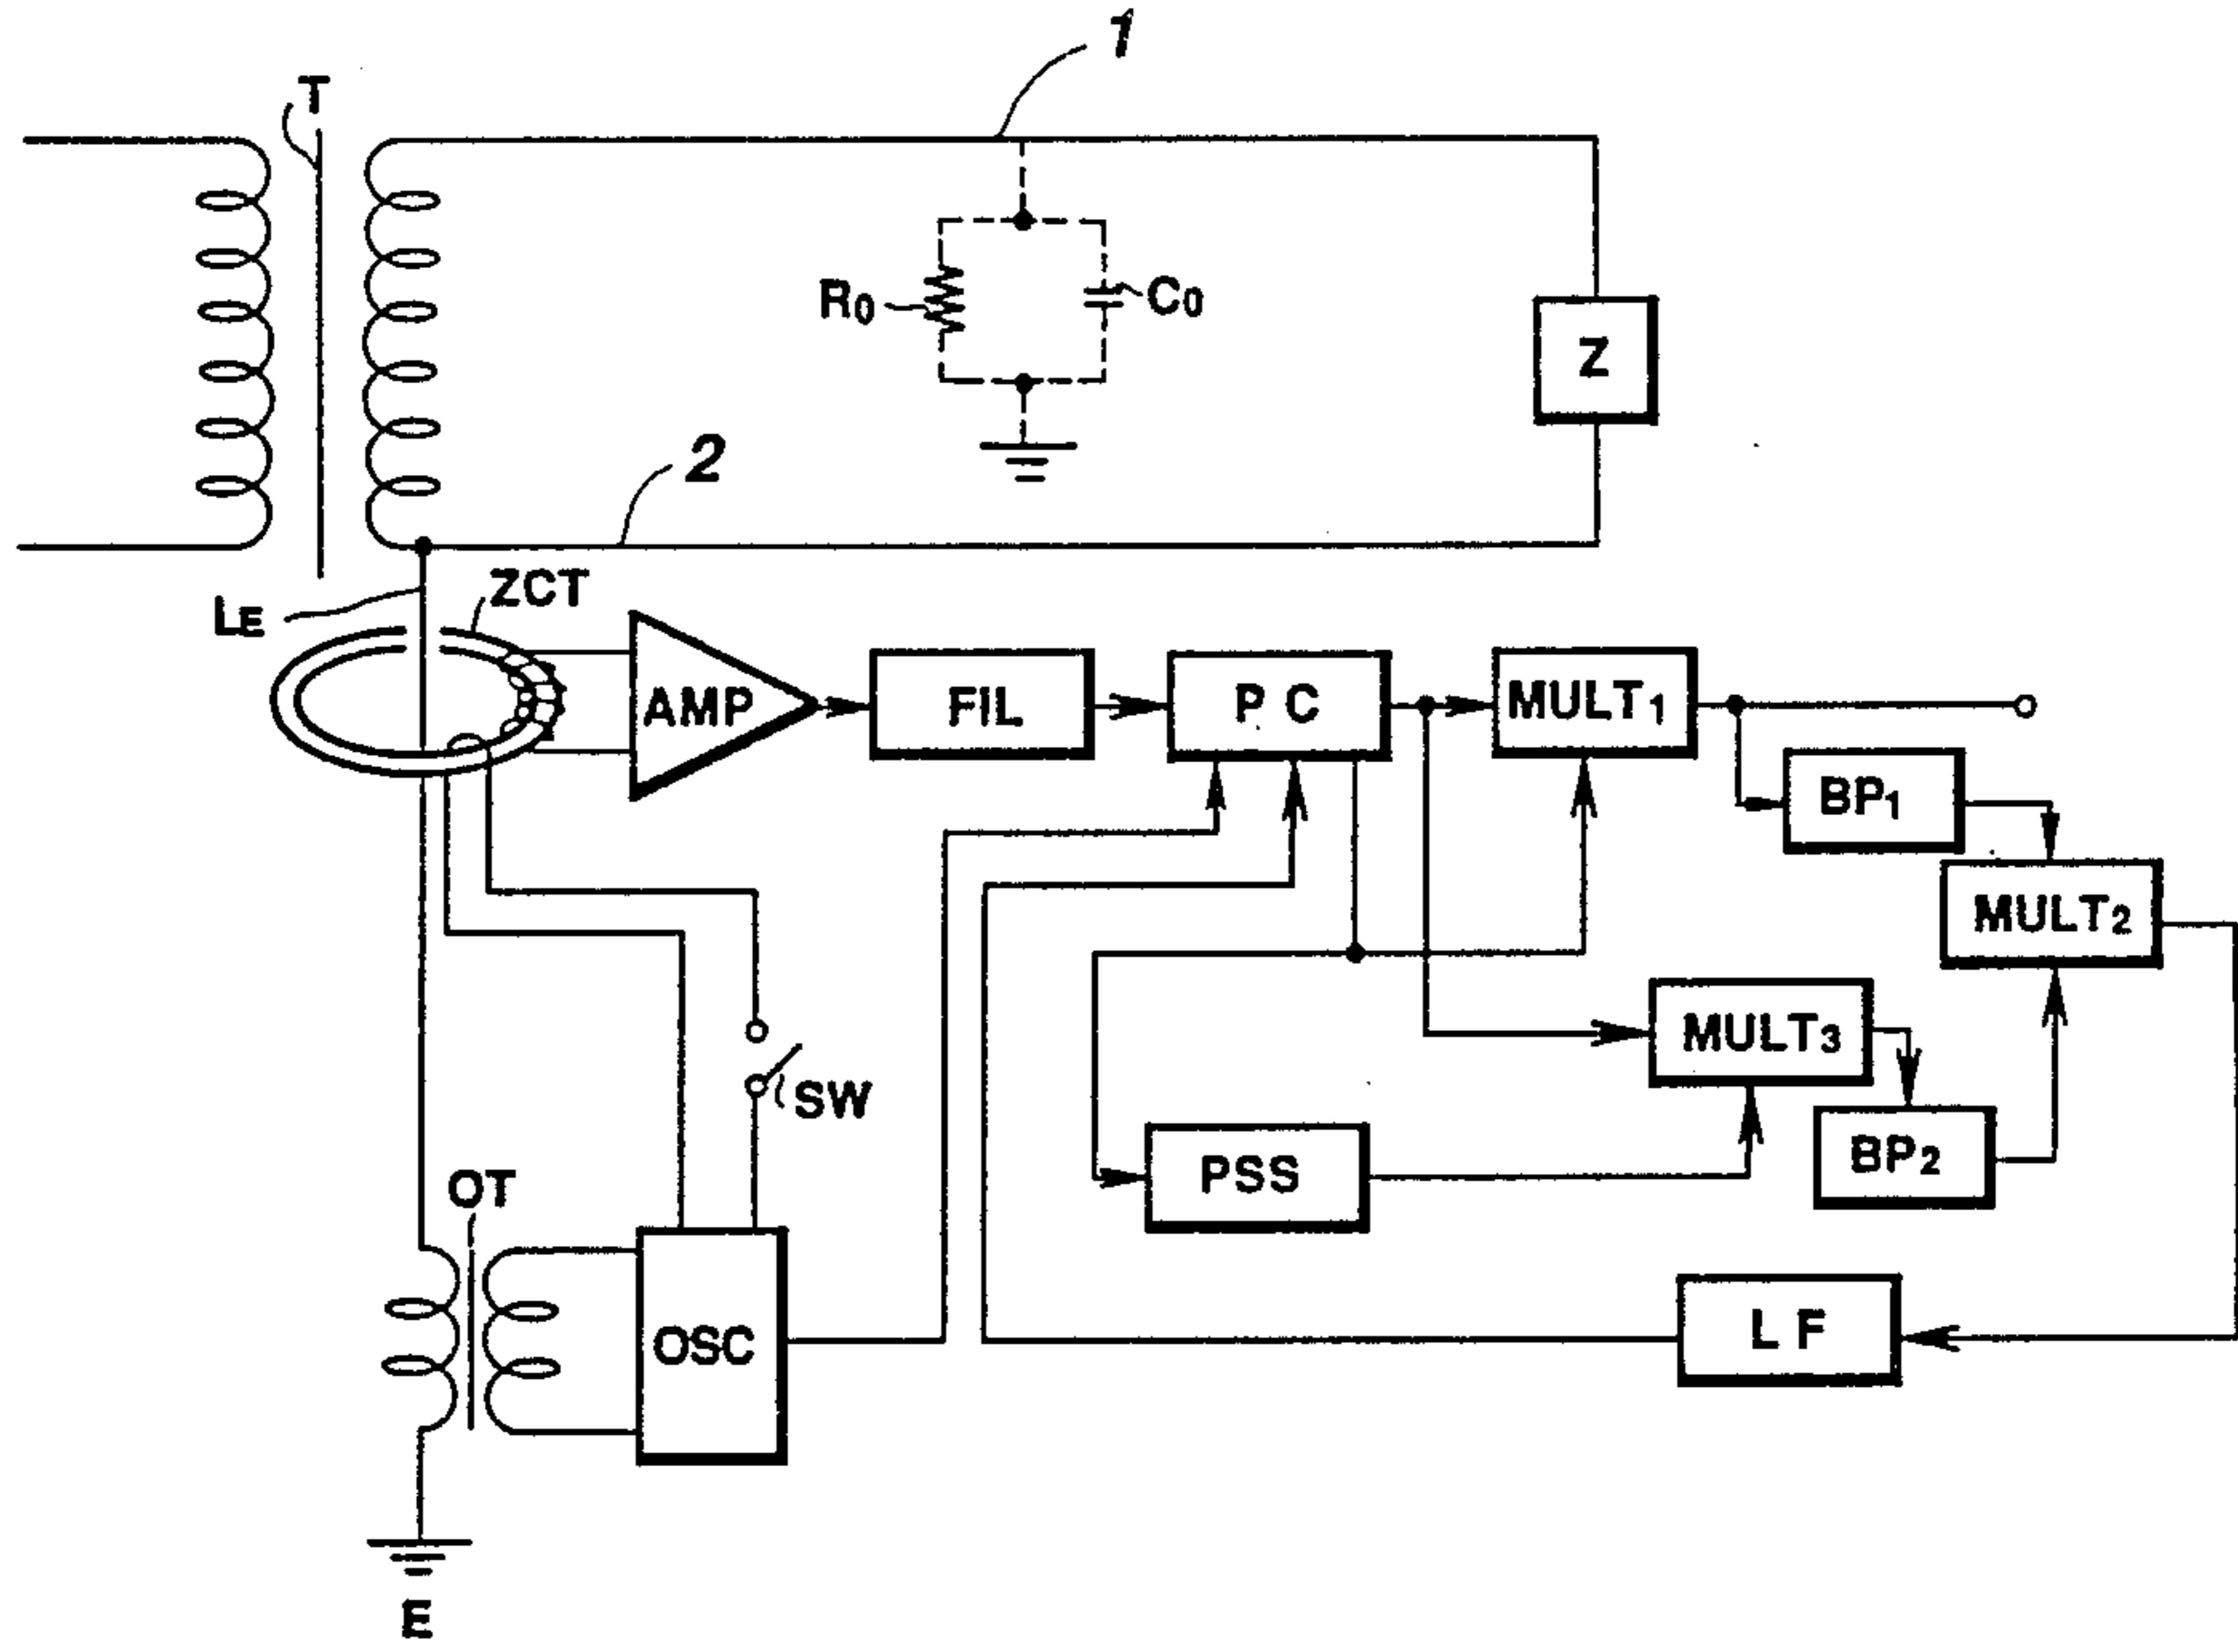 1
T
R0
C0
Z
2
LE
ZCT
AMP
FIL
P C
MULT1
BP1
MULT2
MULT3
SW
PSS
BP2
OT
OSC
L F
E